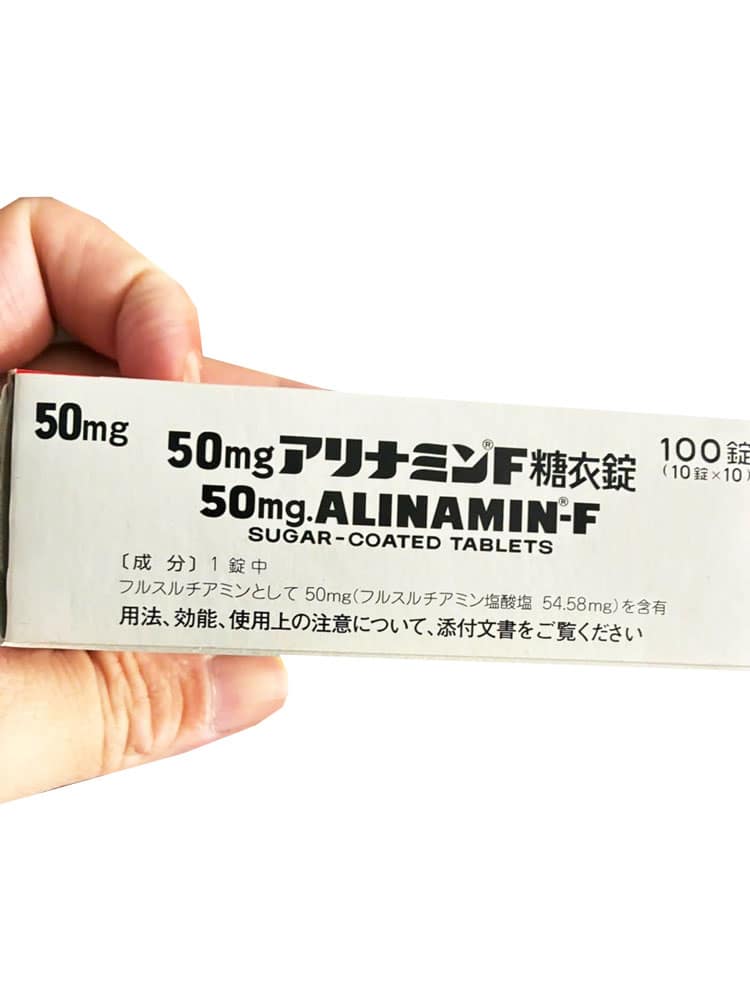 50mg
50mgアリナミン®F糖衣錠
100錠
(10錠×10)
50mg.ALINAMIN®-F
SUGAR-COATED TABLETS
〔成 分〕1 錠中
フルスルチアミンとして 50mg(フルスルチアミン塩酸塩 54.58mg)を含有
用法、効能、使用上の注意について、添付文書をご覧ください